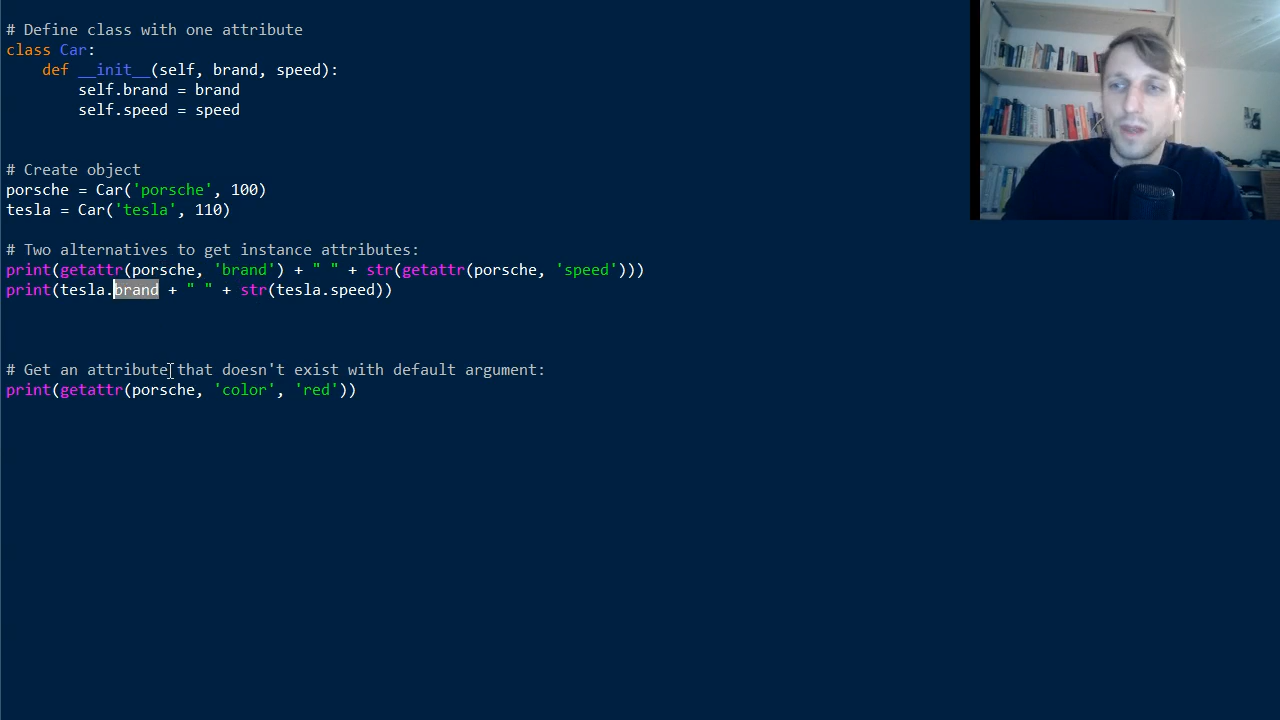 # Define class with one attribute
class Car:
    def __init__(self, brand, speed):
        self.brand = brand
        self.speed = speed
# Create object
porsche = Car('porsche', 100)
tesla = Car('tesla', 110)
# Two alternatives to get instance attributes:
print(getattr(porsche, 'brand') + " " + str(getattr(porsche, 'speed')))
print(tesla.brand + " " + str(tesla.speed))
# Get an attribute that doesn't exist with default argument:
print(getattr(porsche, 'color', 'red'))